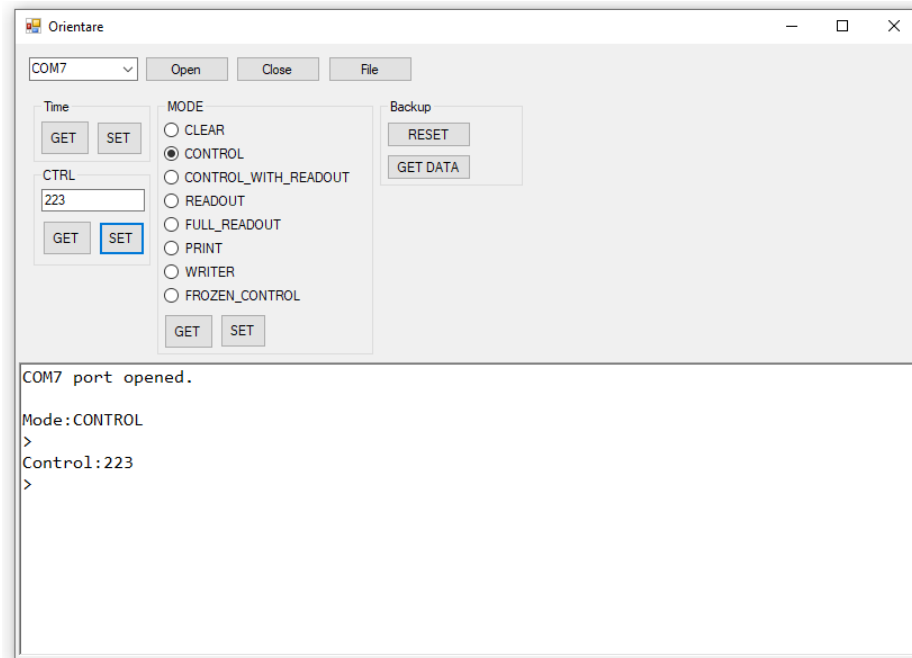 Orientare
COM7 Open Close File
Time
GET SET
CTRL
223
GET SET
MODE
CLEAR
CONTROL
CONTROL_WITH_READOUT
READOUT
FULL_READOUT
PRINT
WRITER
FROZEN_CONTROL
GET SET
Backup
RESET
GET DATA
COM7 port opened.
Mode:CONTROL
>
Control:223
>